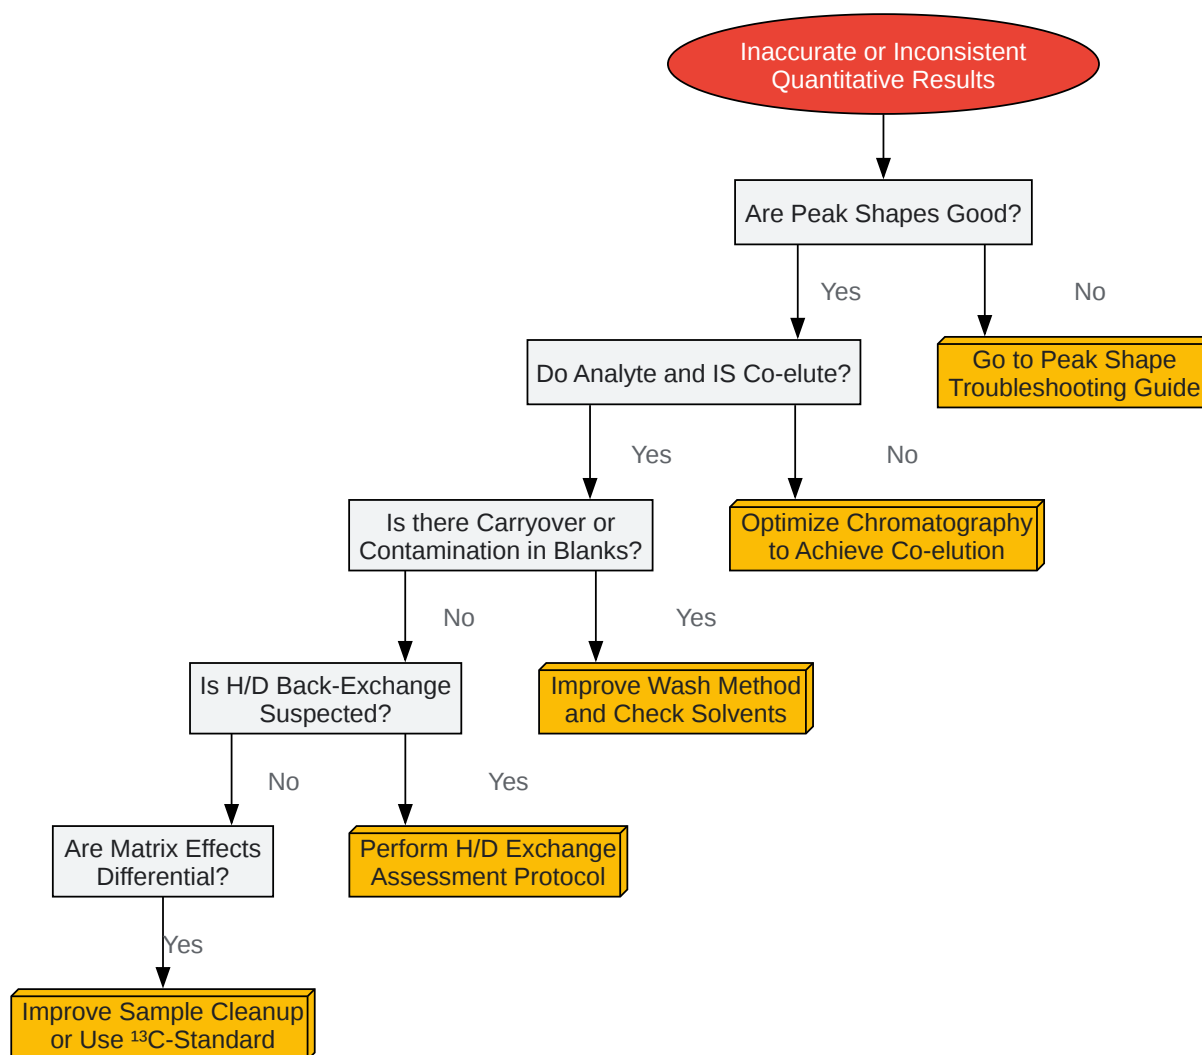 Inaccurate or Inconsistent
Quantitative Results
Are Peak Shapes Good?
Yes
No
Go to Peak Shape
Troubleshooting Guide
Do Analyte and IS Co-elute?
Yes
No
Is there Carryover or
Contamination in Blanks?
Optimize Chromatography
to Achieve Co-elution
No
Yes
Is H/D Back-Exchange
Suspected?
Improve Wash Method
and Check Solvents
No
Yes
Are Matrix Effects
Differential?
Perform H/D Exchange
Assessment Protocol
Yes
Improve Sample Cleanup
or Use ¹³C-Standard